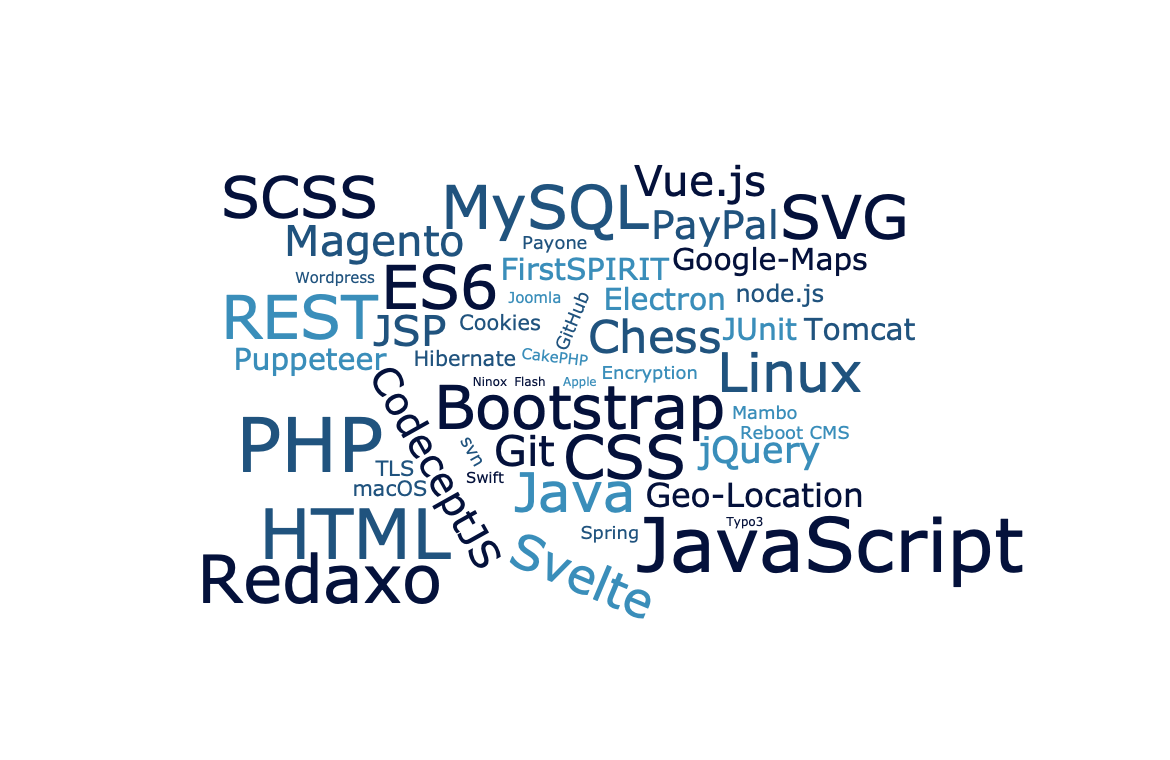 Vue.js
SCSS
MySQL
PayPal
SVG
Magento
Payone
Google-Maps
FirstSPIRIT
Wordpress
ES6
Joomla
Electron
node.js
REST
JSP
Cookies
GitHub
Chess
JUnit
Tomcat
Puppeteer
Hibernate
CakePHP
Encryption
Linux
Ninox
Flash
Apple
CodeceptJS
Bootstrap
Mambo
Reboot CMS
PHP
svn
Git
CSS
jQuery
TLS
Swift
macOS
Java
Geo-Location
Typo3
HTML
Spring
JavaScript
Redaxo
Svelte